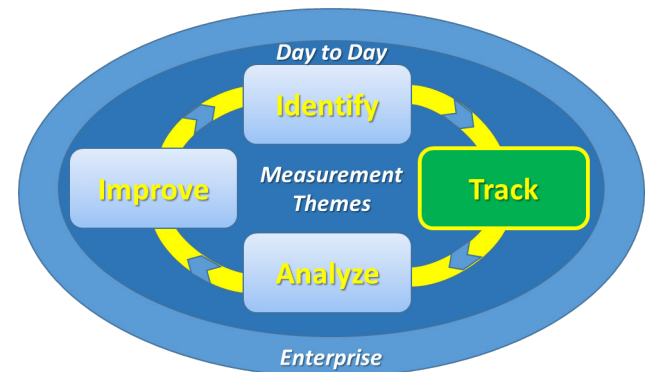 Day to Day
Identify
Improve
Measurement
Themes
Track
Analyze
Enterprise